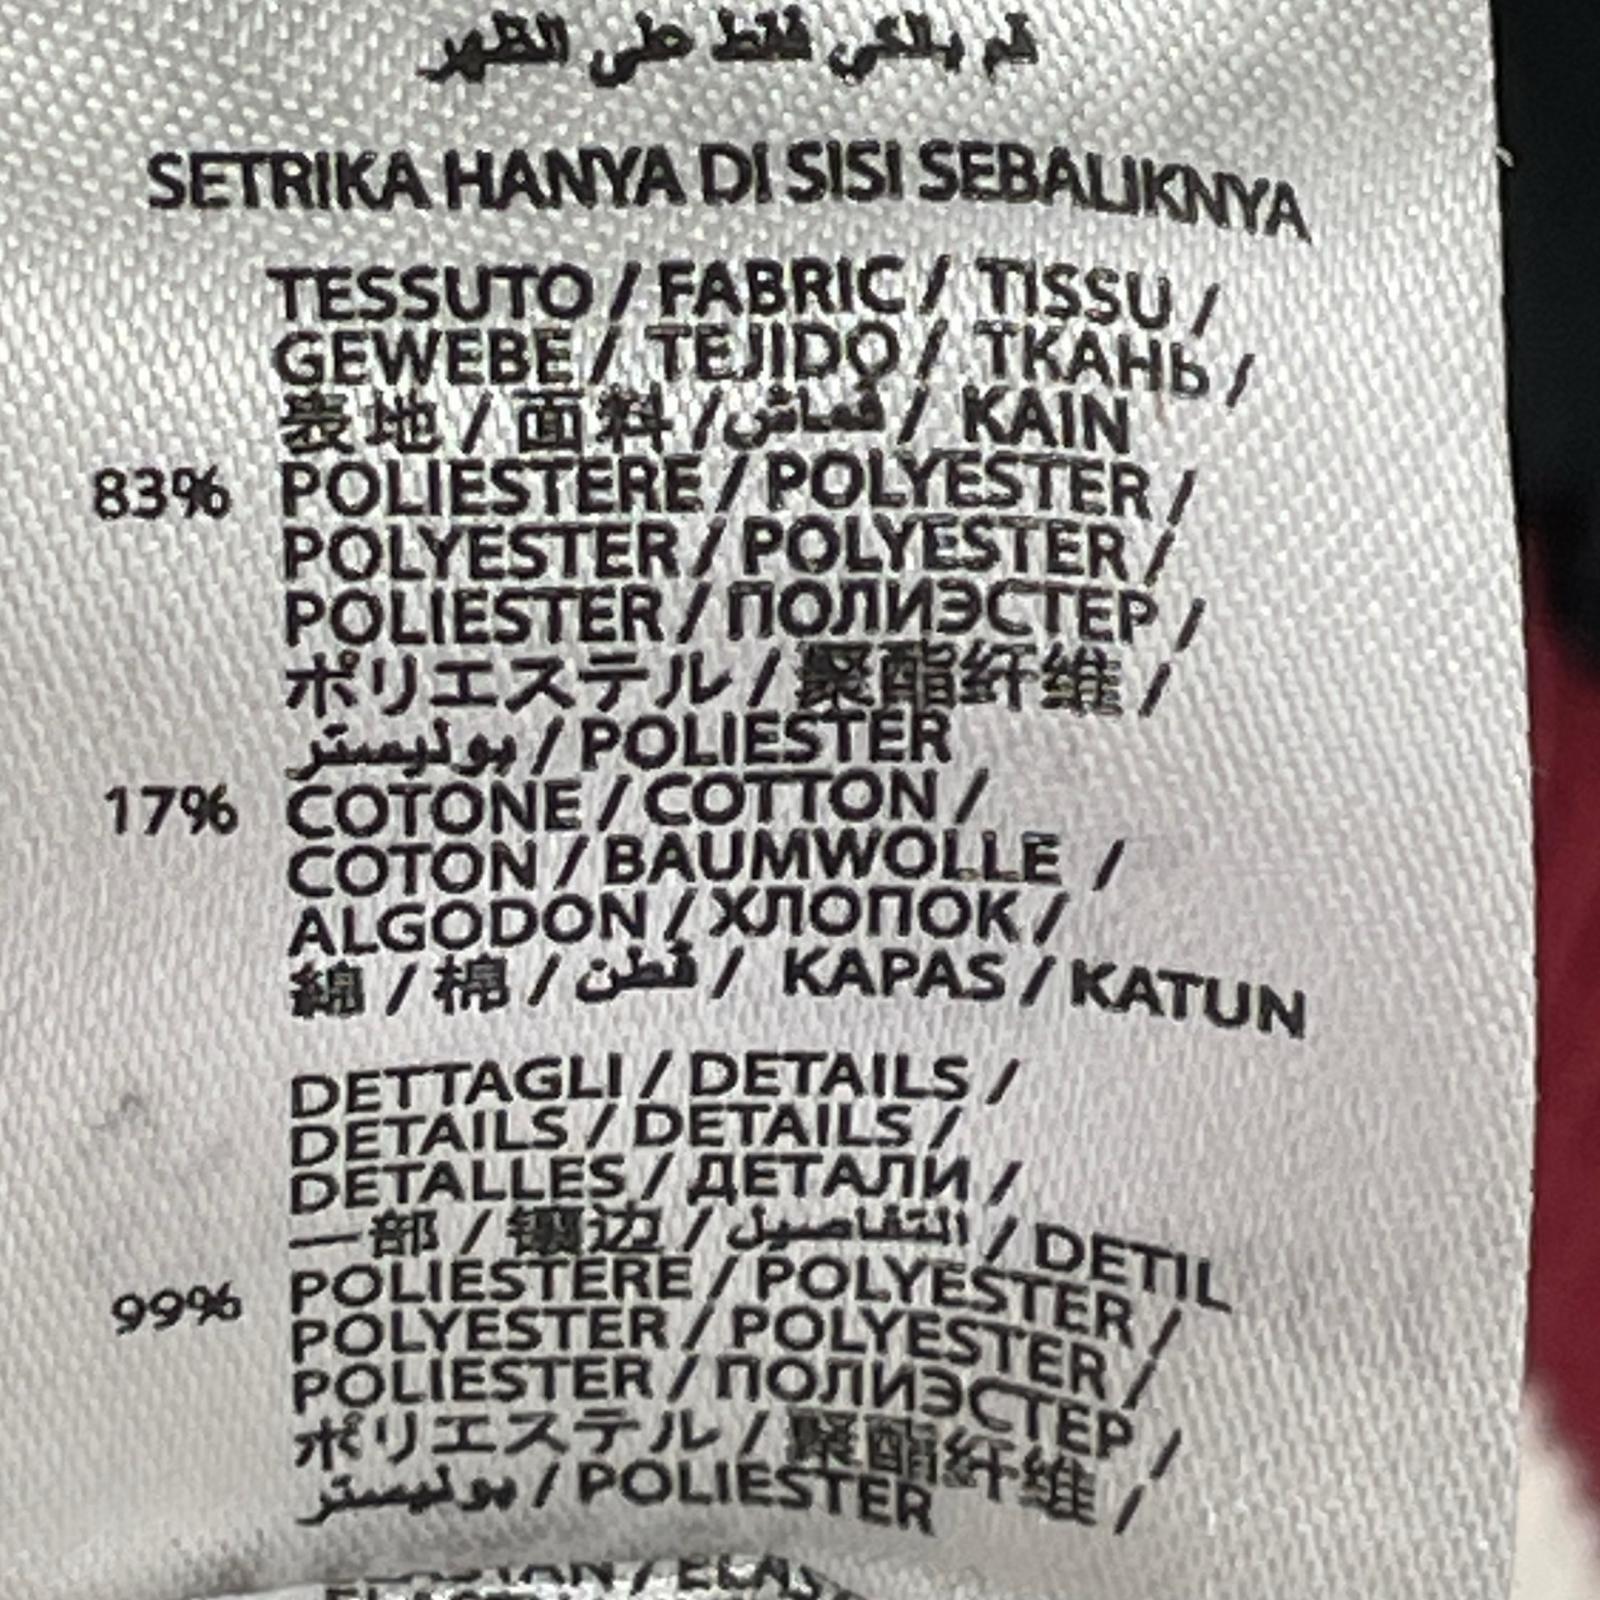 قم بالكي فقط على الظهر
SETRIKA HANYA DI SISI SEBALIKNYA
TESSUTO / FABRIC / TISSU /
GEWEBE / TEJIDO / ТКАНЬ /
表地 / 面料 / قماش / KAIN
83% POLIESTERE / POLYESTER /
POLYESTER / POLYESTER /
POLIESTER / ПОЛИЭСТЕР /
ポリエステル / 聚酯纤维 /
بوليستر / POLIESTER
17% COTONE / COTTON /
COTON / BAUMWOLLE /
ALGODON / ХЛОПОК /
綿 / 棉 / قطن / KAPAS / KATUN
DETTAGLI / DETAILS /
DETAILS / DETAILS /
DETALLES / ДЕТАЛИ /
一部 / 镶边 / التفاصيل / DETIL
99% POLIESTERE / POLYESTER /
POLYESTER / POLYESTER /
POLIESTER / ПОЛИЭСТЕР /
ポリエステル / 聚酯纤维 /
بوليستر / POLIESTER